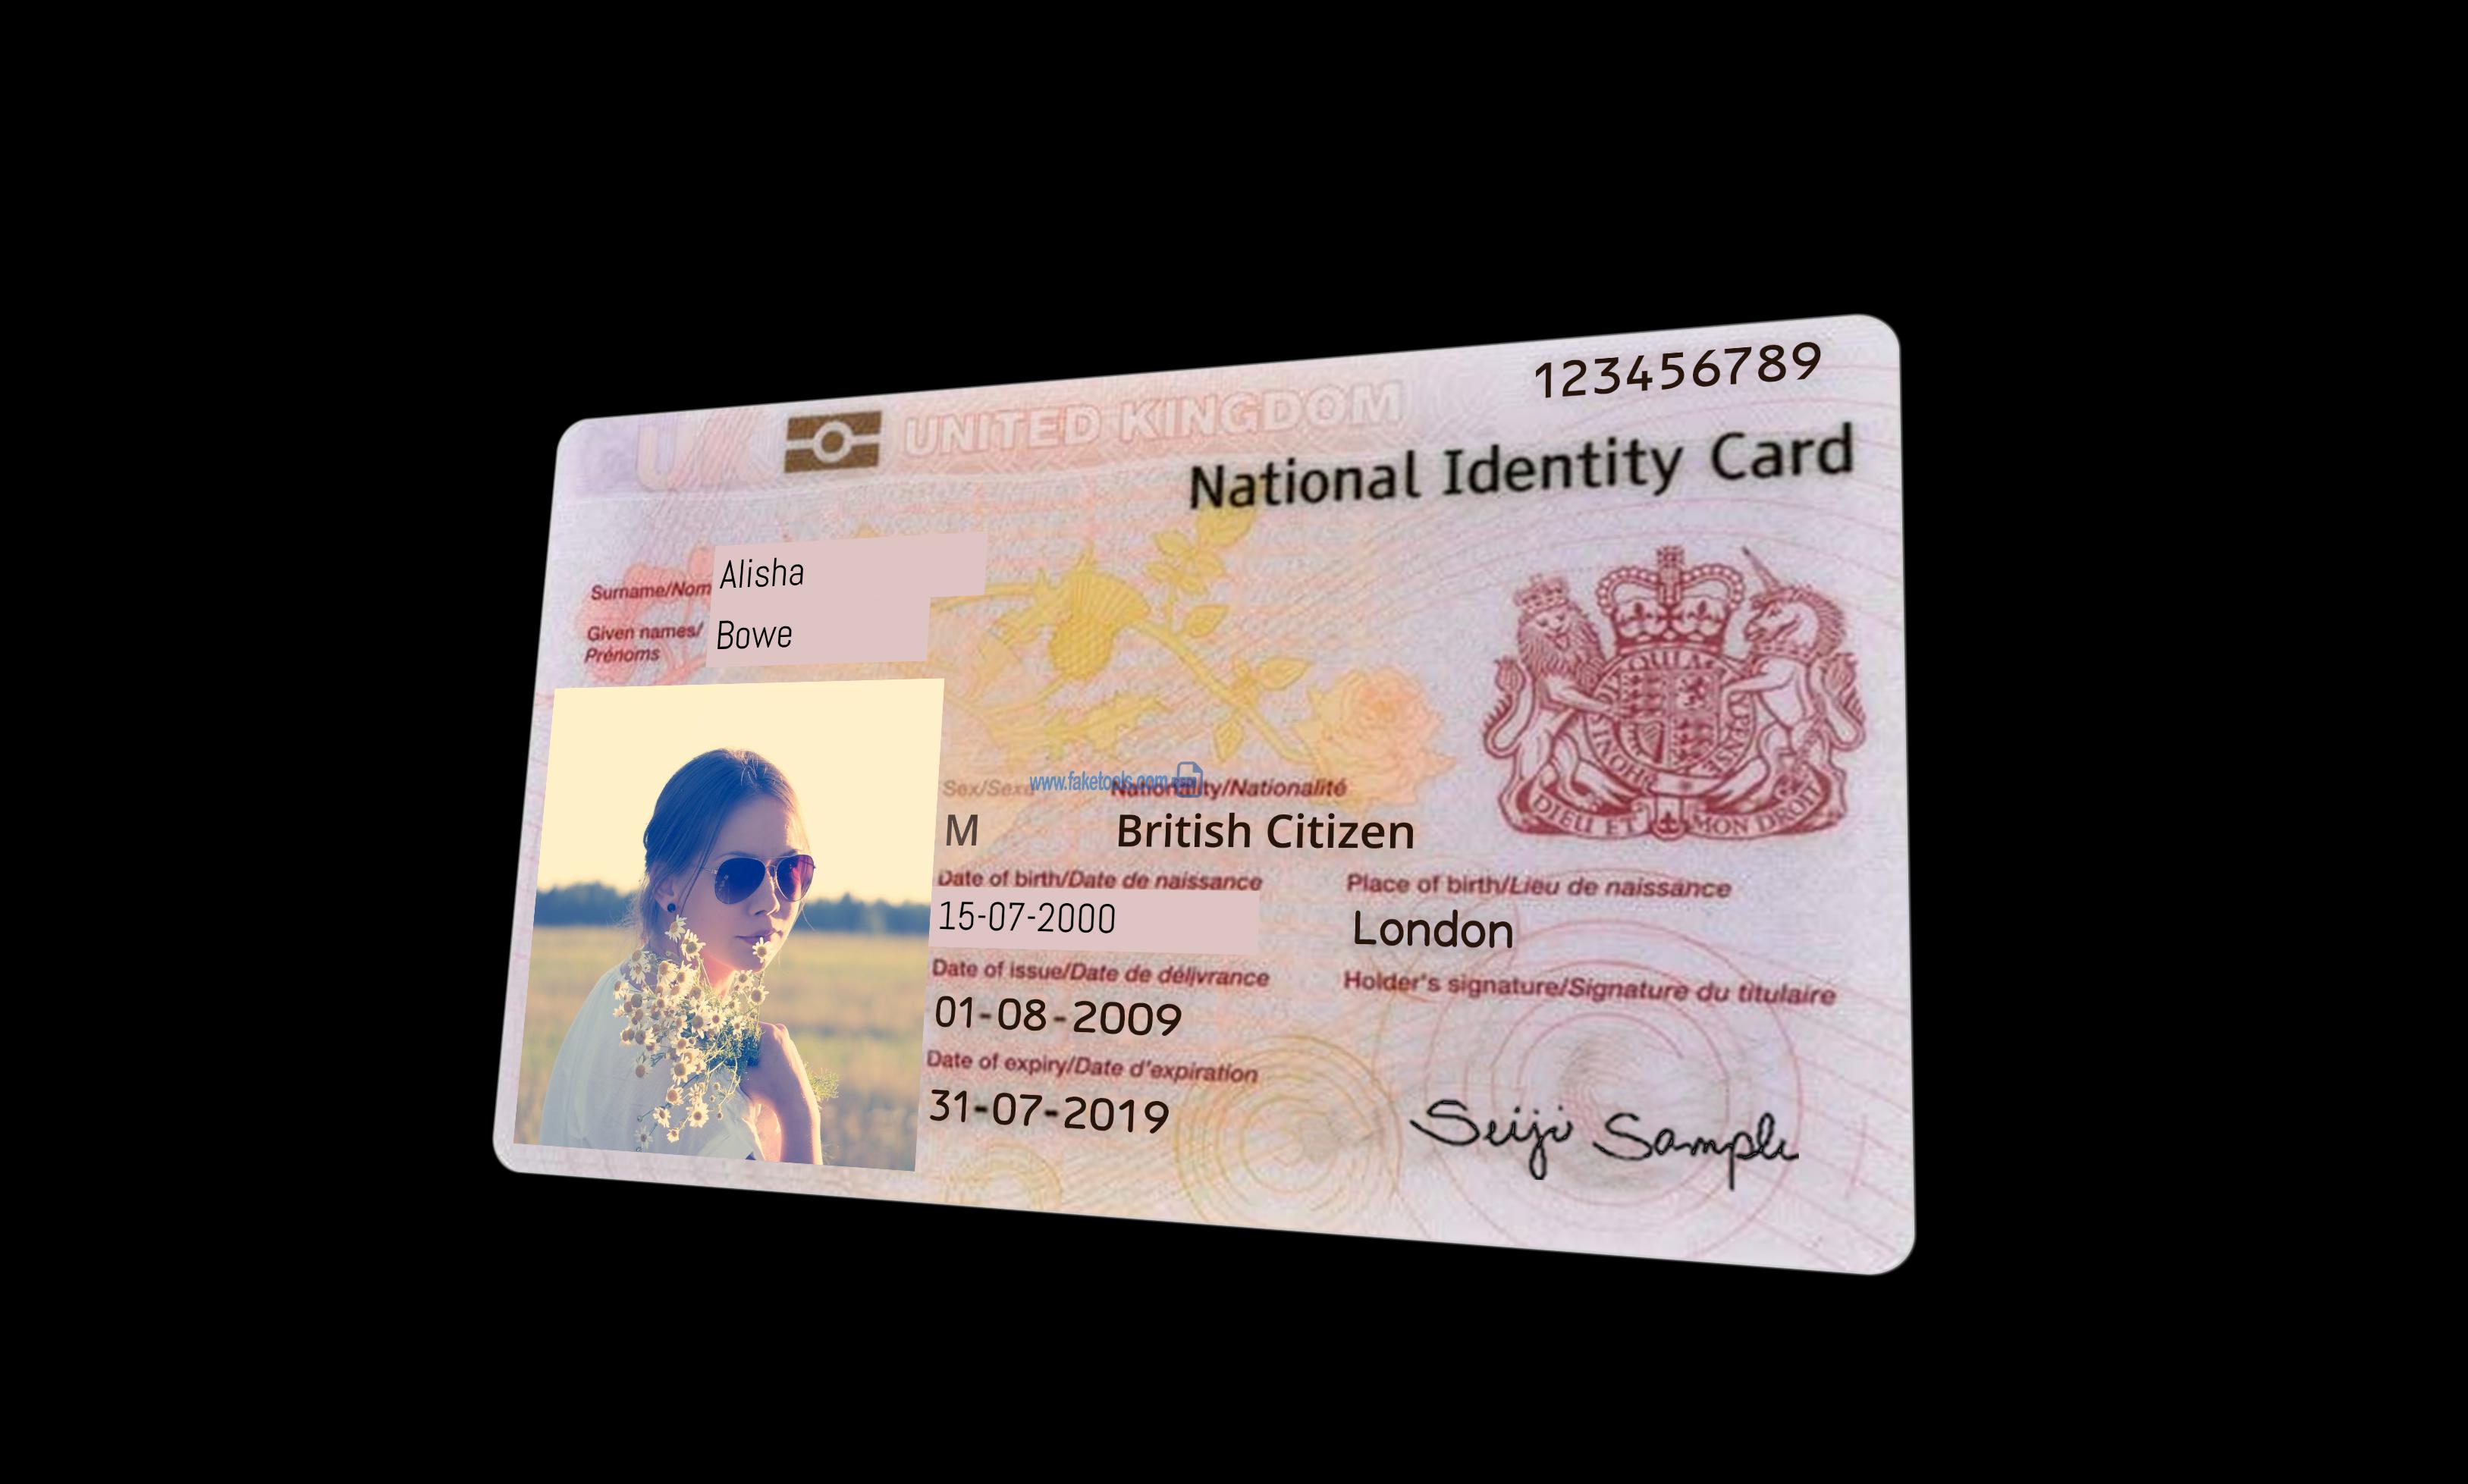 123456789
UK UNITED KINGDOM
National Identity Card
Surname/Nom Alisha
Given names/ Bowe
Prénoms
www.faketools.com
Sex/Sexe Nationality/Nationalité
M British Citizen
Date of birth/Date de naissance Place of birth/Lieu de naissance
15-07-2000 London
Date of issue/Date de délivrance Holder's signature/Signature du titulaire
01-08-2009
Date of expiry/Date d'expiration
31-07-2019
Seiji Sample
DIEU ET MON DROIT